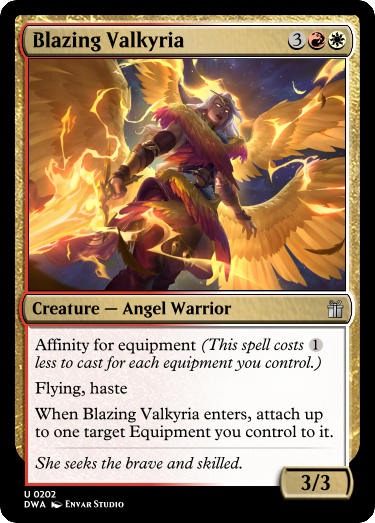 Blazing Valkyria 3
Creature — Angel Warrior
Affinity for equipment (This spell costs 1
less to cast for each equipment you control.)
Flying, haste
When Blazing Valkyria enters, attach up
to one target Equipment you control to it.
She seeks the brave and skilled.
3/3
U 0202
DWA ENVAR STUDIO